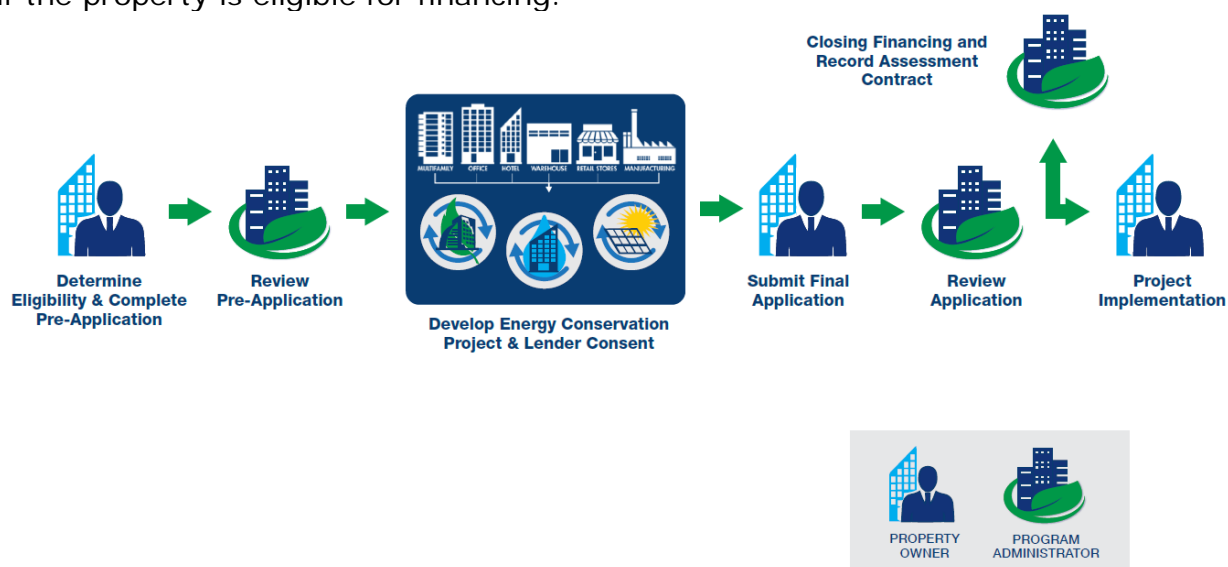 if the property is eligible for financing.
Closing Financing and
Record Assessment
Contract
MULTIFAMILY OFFICE HOTEL WAREHOUSE RETAIL STORES MANUFACTURING
Determine
Eligibility & Complete
Pre-Application
Review
Pre-Application
Develop Energy Conservation
Project & Lender Consent
Submit Final
Application
Review
Application
Project
Implementation
PROPERTY
OWNER
PROGRAM
ADMINISTRATOR